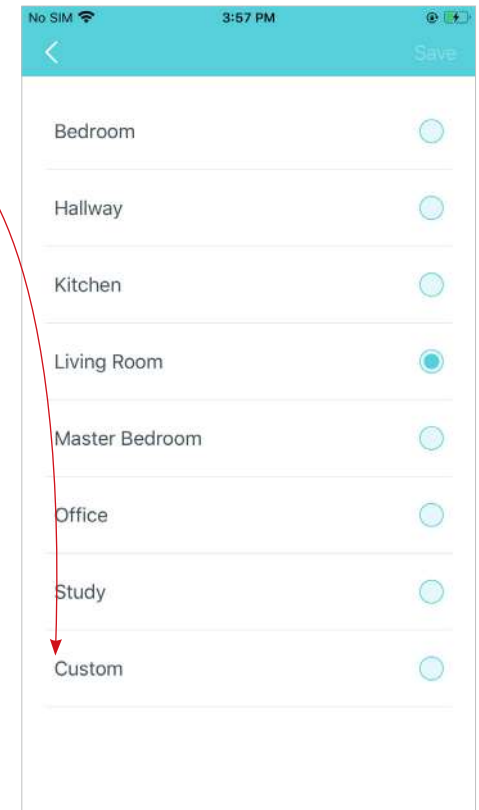 No SIM 3:57 PM
Save
Bedroom
Hallway
Kitchen
Living Room
Master Bedroom
Office
Study
Custom